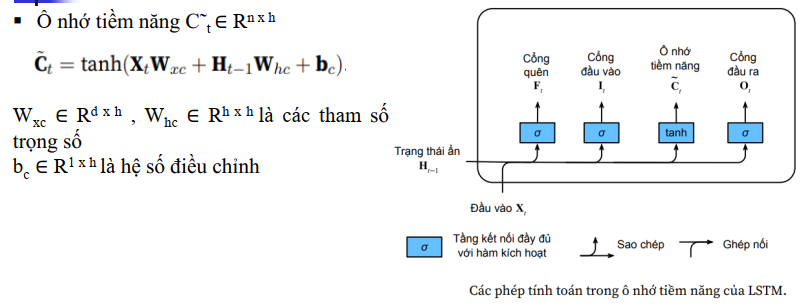 ▪ Ô nhớ tiềm năng C˜t ∈ Rn x h
C̃t = tanh(XtWxc + Ht−1Whc + bc).
Wxc ∈ Rd x h , Whc ∈ Rh x h là các tham số
trọng số
bc ∈ R1 x h là hệ số điều chỉnh
Cổng
quên
Ft
Cổng
đầu vào
It
Ô nhớ
tiềm năng
C̃t
Cổng
đầu ra
Ot
σ
σ
tanh
σ
Trạng thái ẩn
Ht−1
Đầu vào Xt
σ
Tầng kết nối đầy đủ
với hàm kích hoạt
Sao chép
Ghép nối
Các phép tính toán trong ô nhớ tiềm năng của LSTM.